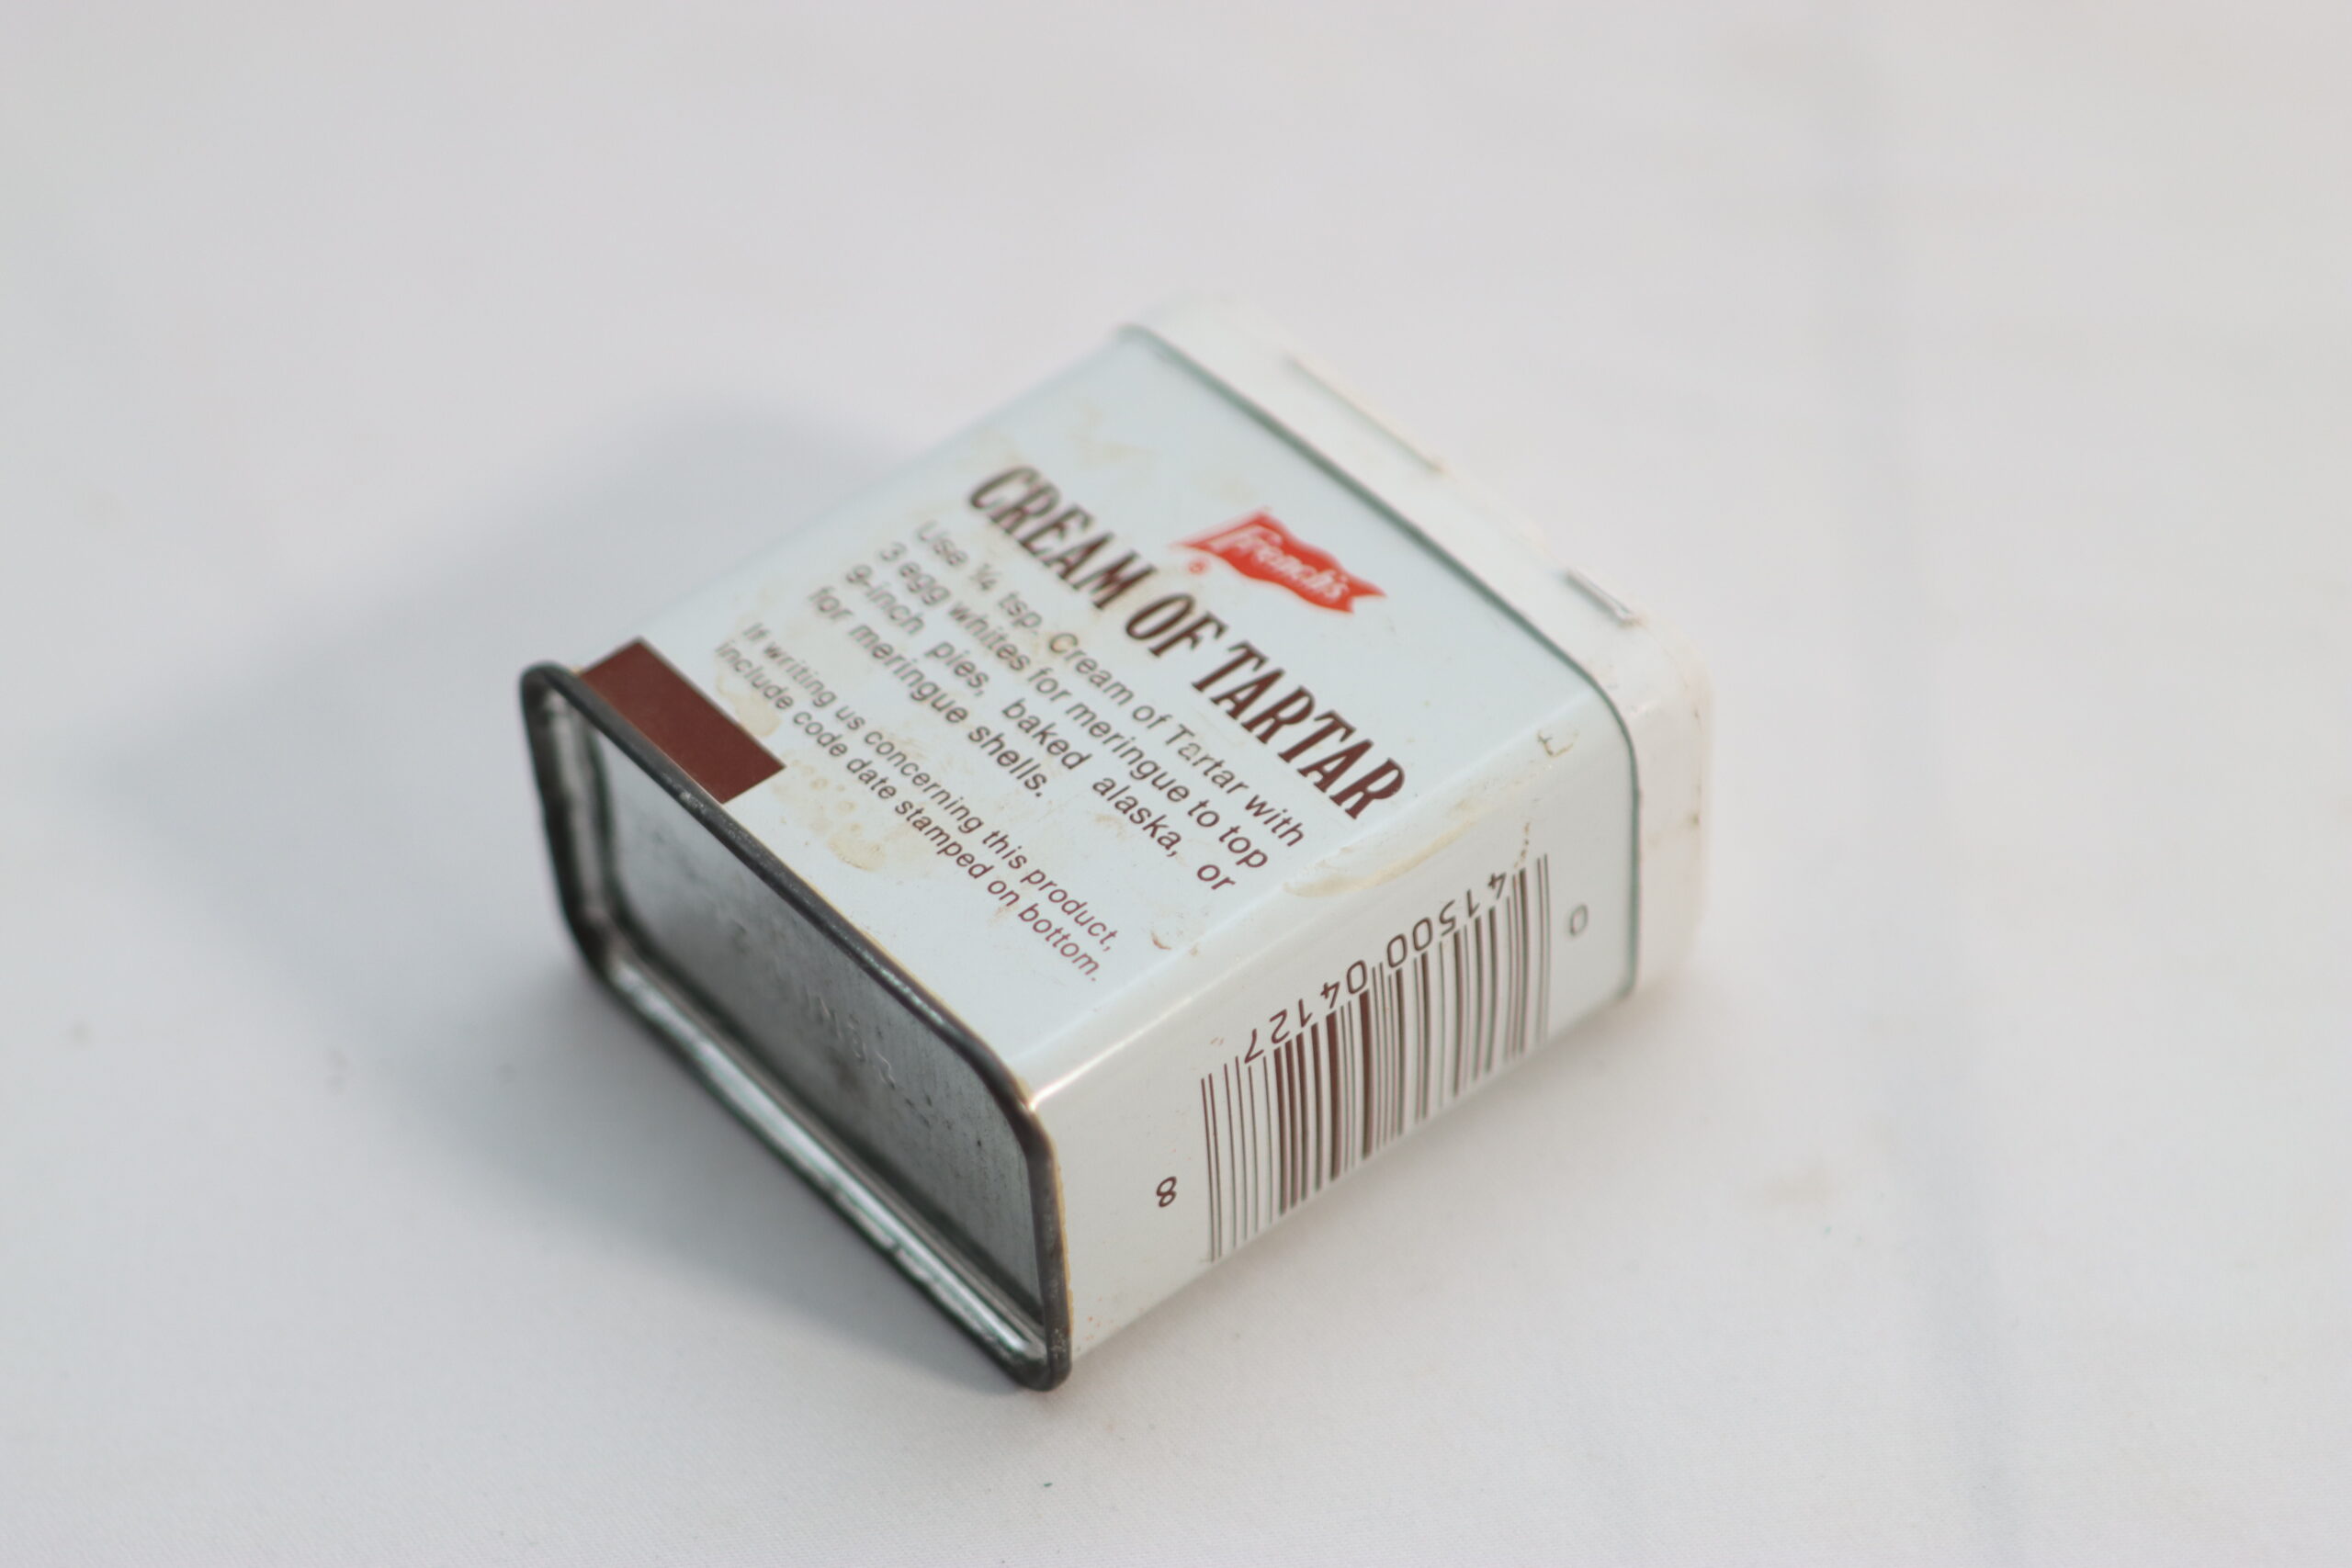 French's
®
CREAM OF TARTAR
Use ¼ tsp. Cream of Tartar with
3 egg whites for meringue to top
9-inch pies, baked alaska, or
for meringue shells.
If writing us concerning this product,
include code date stamped on bottom.
0
41500 04127
8